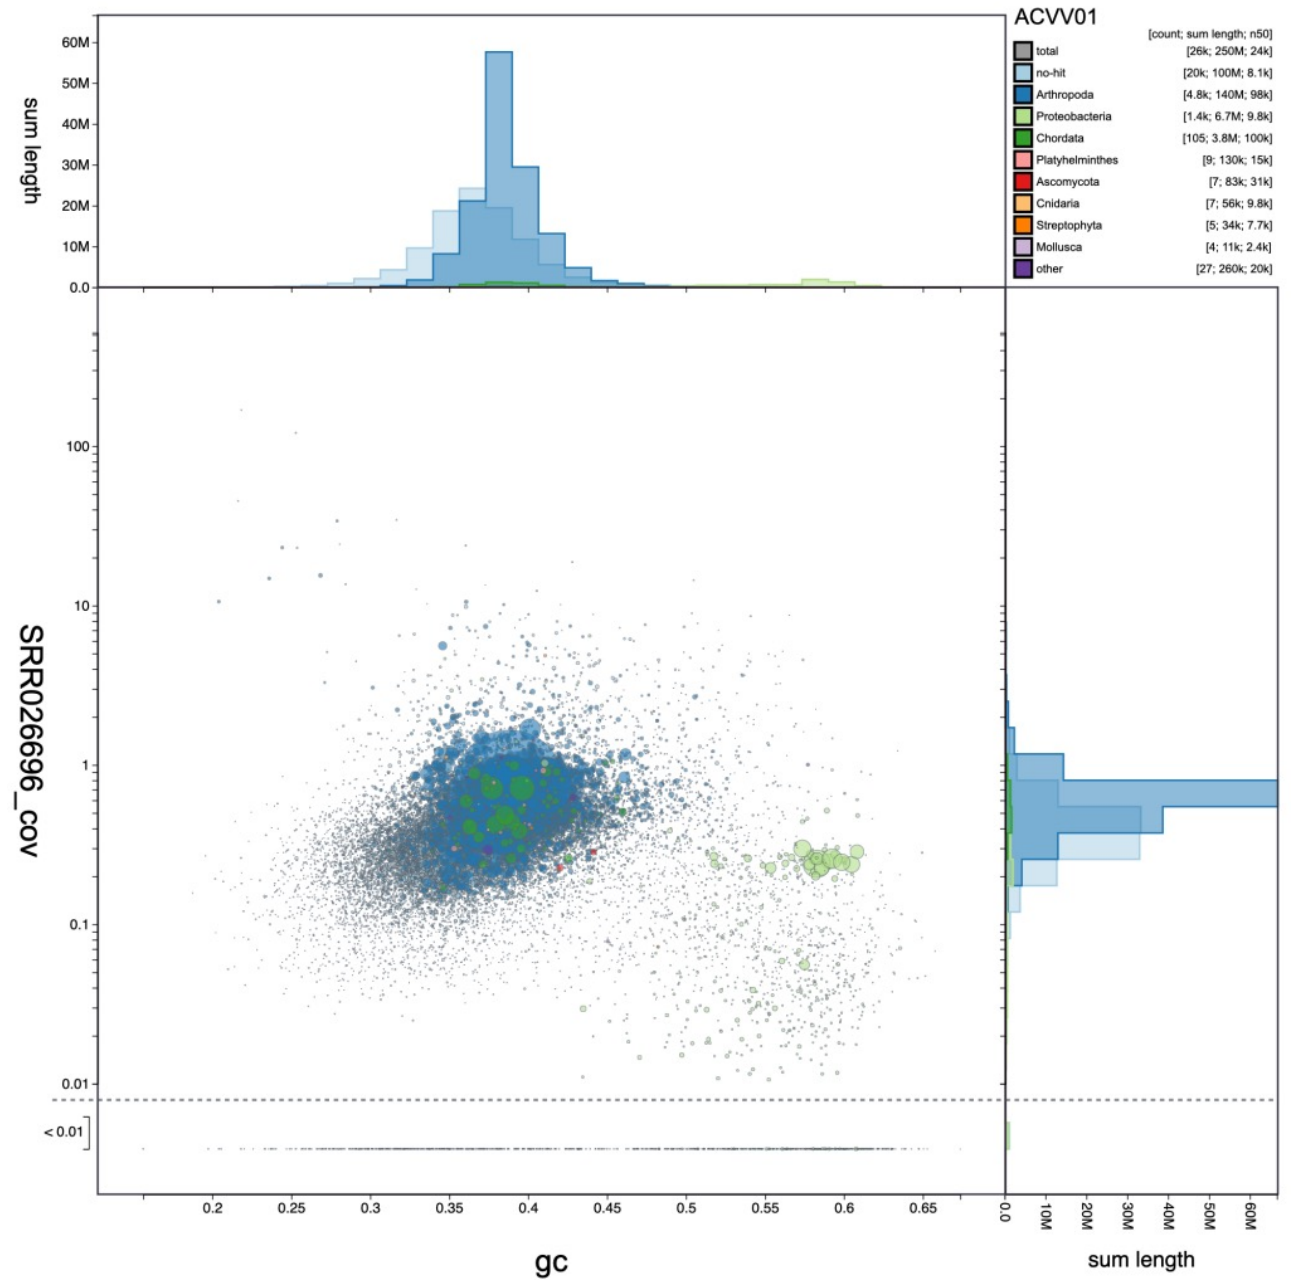 ACVV01
[count; sum length; n50]
total [26k; 250M; 24k]
no-hit [20k; 100M; 8.1k]
Arthropoda [4.8k; 140M; 98k]
Proteobacteria [1.4k; 6.7M; 9.8k]
Chordata [105; 3.8M; 100k]
Platyhelminthes [9; 130k; 15k]
Ascomycota [7; 83k; 31k]
Cnidaria [7; 56k; 9.8k]
Streptophyta [5; 34k; 7.7k]
Mollusca [4; 11k; 2.4k]
other [27; 260k; 20k]
sum length
60M
50M
40M
30M
20M
10M
0.0
SRR026696_cov
100
10
1
0.1
0.01
< 0.01
0.2 0.25 0.3 0.35 0.4 0.45 0.5 0.55 0.6 0.65
gc
0.0 10M 20M 30M 40M 50M 60M
sum length